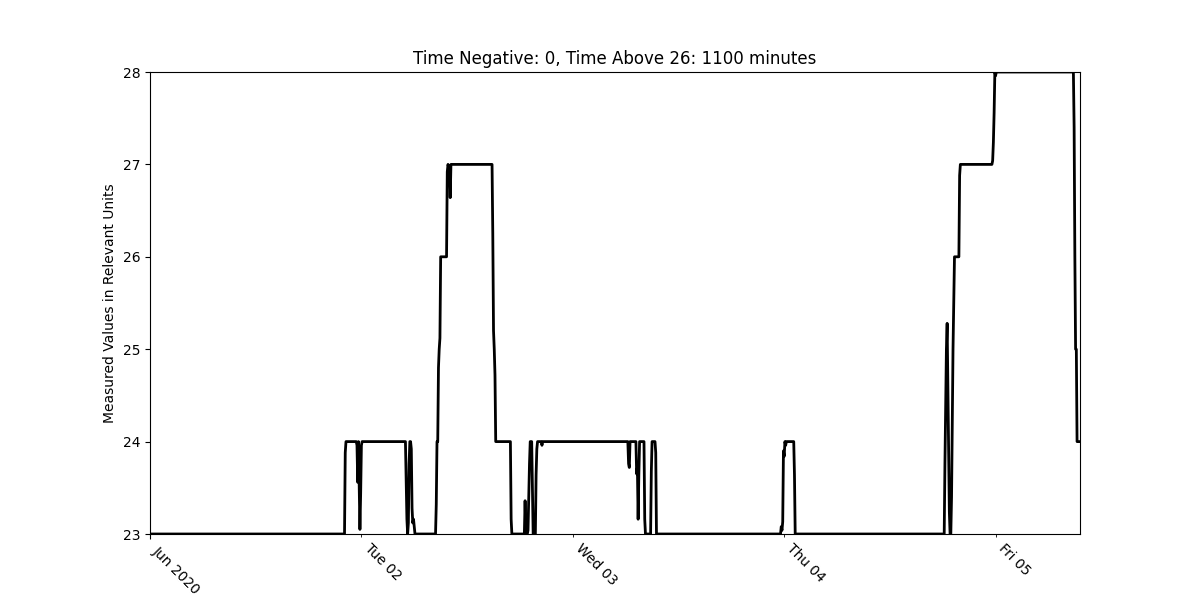 Time Negative: 0, Time Above 26: 1100 minutes
Measured Values in Relevant Units
28
27
26
25
24
23
Jun 2020
Tue 02
Wed 03
Thu 04
Fri 05